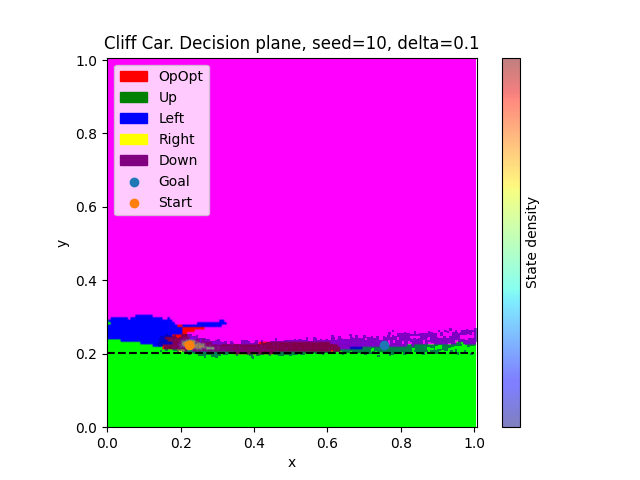 Cliff Car. Decision plane, seed=10, delta=0.1
OpOpt
Up
Left
Right
Down
Goal
Start
1.0
0.8
0.6
0.4
0.2
0.0
y
0.0 0.2 0.4 0.6 0.8 1.0
x
State density